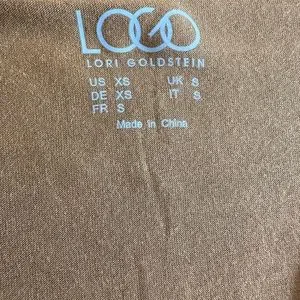 LOGO
LORI GOLDSTEIN
US XS UK S
DE XS IT S
FR S
Made in China